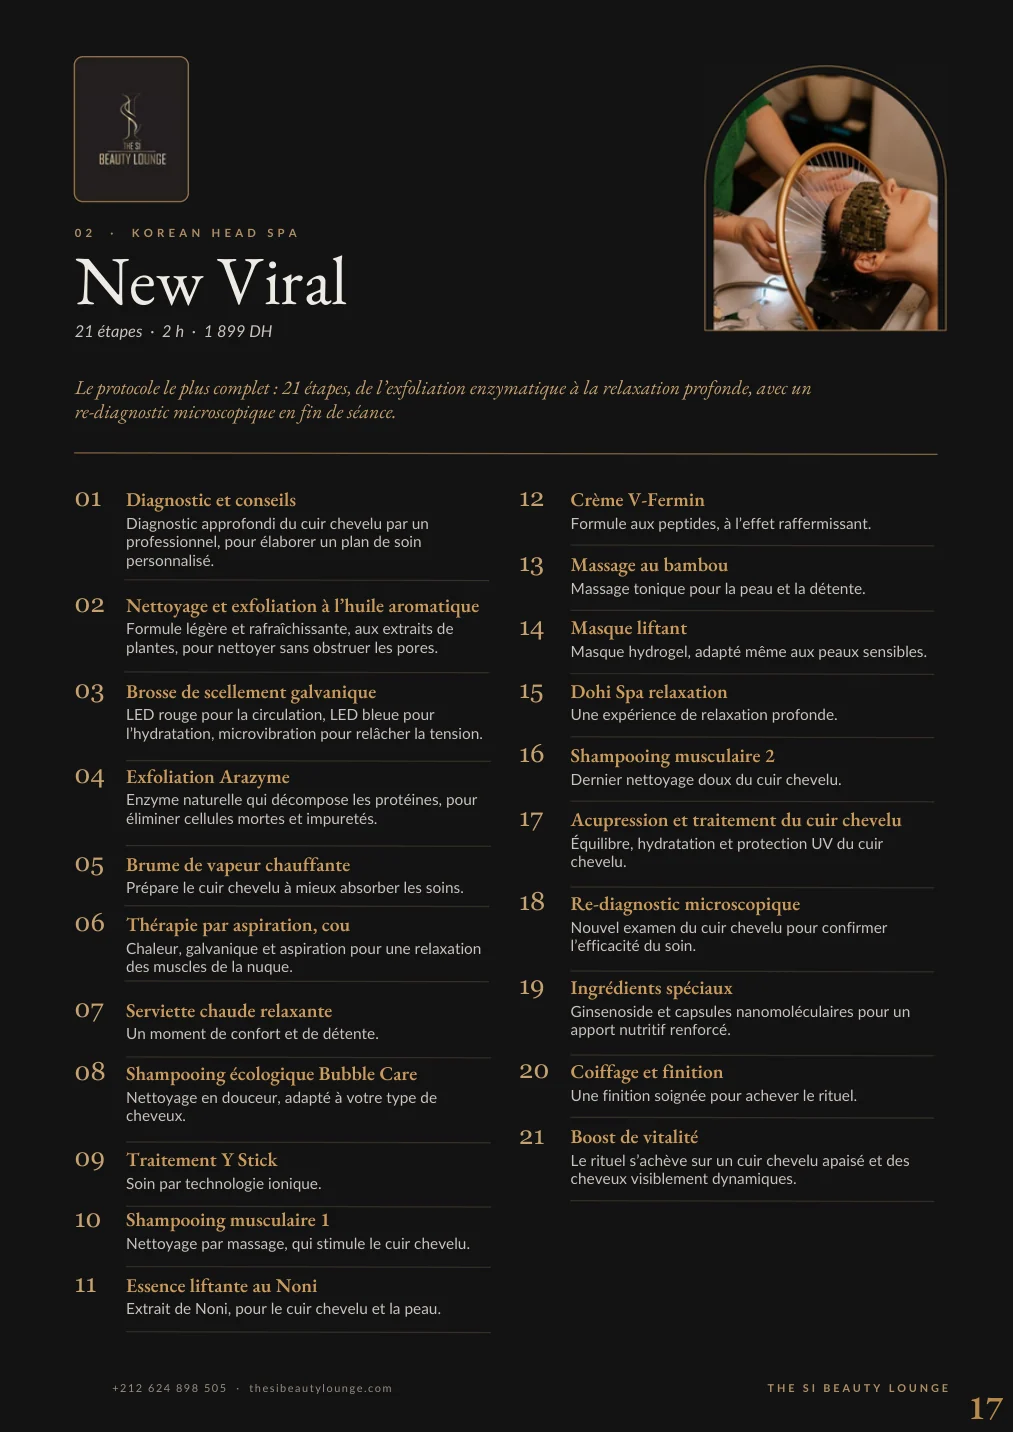 THE SI
BEAUTY LOUNGE
02 · KOREAN HEAD SPA
New Viral
21 étapes · 2 h · 1 899 DH
Le protocole le plus complet : 21 étapes, de l’exfoliation enzymatique à la relaxation profonde, avec un
re-diagnostic microscopique en fin de séance.
01 Diagnostic et conseils
Diagnostic approfondi du cuir chevelu par un
professionnel, pour élaborer un plan de soin
personnalisé.
02 Nettoyage et exfoliation à l’huile aromatique
Formule légère et rafraîchissante, aux extraits de
plantes, pour nettoyer sans obstruer les pores.
03 Brosse de scellement galvanique
LED rouge pour la circulation, LED bleue pour
l’hydratation, microvibration pour relâcher la tension.
04 Exfoliation Arazyme
Enzyme naturelle qui décompose les protéines, pour
éliminer cellules mortes et impuretés.
05 Brume de vapeur chauffante
Prépare le cuir chevelu à mieux absorber les soins.
06 Thérapie par aspiration, cou
Chaleur, galvanique et aspiration pour une relaxation
des muscles de la nuque.
07 Serviette chaude relaxante
Un moment de confort et de détente.
08 Shampooing écologique Bubble Care
Nettoyage en douceur, adapté à votre type de
cheveux.
09 Traitement Y Stick
Soin par technologie ionique.
10 Shampooing musculaire 1
Nettoyage par massage, qui stimule le cuir chevelu.
11 Essence liftante au Noni
Extrait de Noni, pour le cuir chevelu et la peau.
12 Crème V-Fermin
Formule aux peptides, à l’effet raffermissant.
13 Massage au bambou
Massage tonique pour la peau et la détente.
14 Masque liftant
Masque hydrogel, adapté même aux peaux sensibles.
15 Dohi Spa relaxation
Une expérience de relaxation profonde.
16 Shampooing musculaire 2
Dernier nettoyage doux du cuir chevelu.
17 Acupression et traitement du cuir chevelu
Équilibre, hydratation et protection UV du cuir
chevelu.
18 Re-diagnostic microscopique
Nouvel examen du cuir chevelu pour confirmer
l’efficacité du soin.
19 Ingrédients spéciaux
Ginsenoside et capsules nanomoléculaires pour un
apport nutritif renforcé.
20 Coiffage et finition
Une finition soignée pour achever le rituel.
21 Boost de vitalité
Le rituel s’achève sur un cuir chevelu apaisé et des
cheveux visiblement dynamiques.
+212 624 898 505 · thesibeautylounge.com
THE SI BEAUTY LOUNGE
17